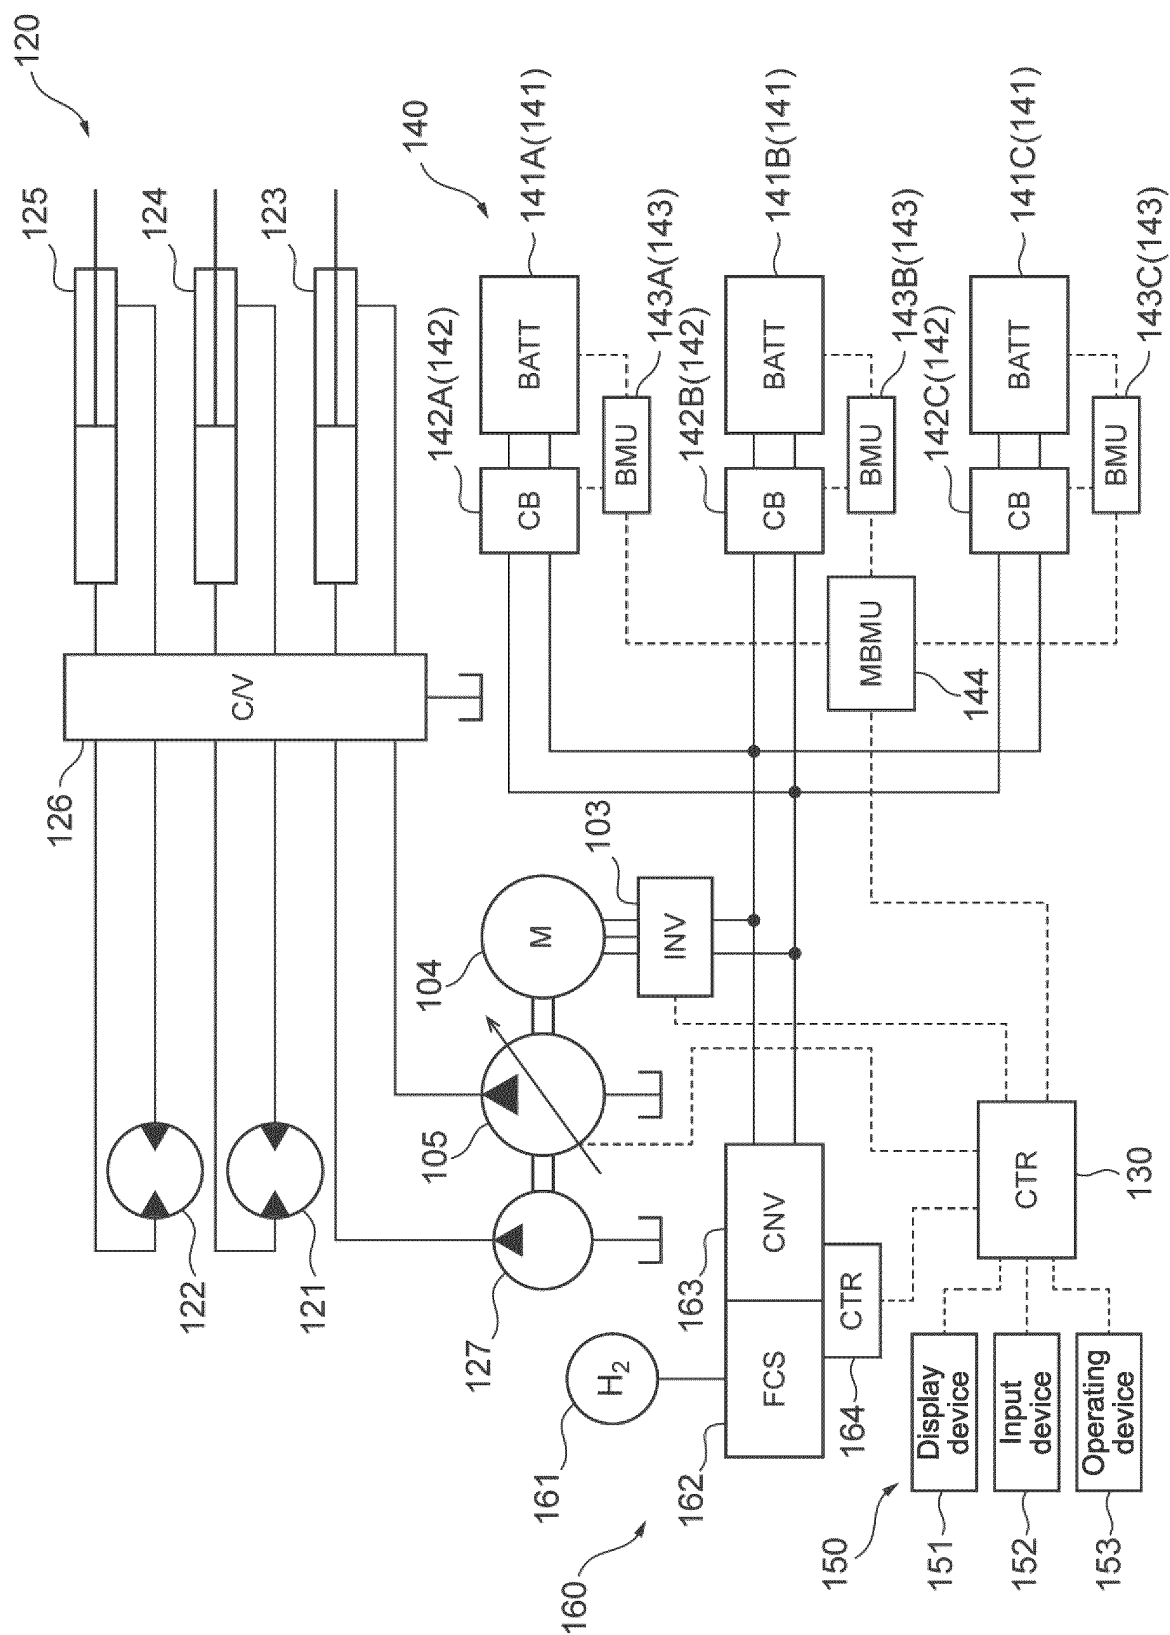 120
125
124
123
126
C/V
122
121
140
141A(141)
142A(142)
143A(143)
BATT
CB
BMU
141B(141)
142B(142)
143B(143)
BATT
CB
BMU
141C(141)
142C(142)
143C(143)
BATT
CB
BMU
MBMU
144
103
INV
104
M
105
127
H2
161
160
162
FCS
163
CNV
164
CTR
CTR
130
150
151
Display
device
152
Input
device
153
Operating
device